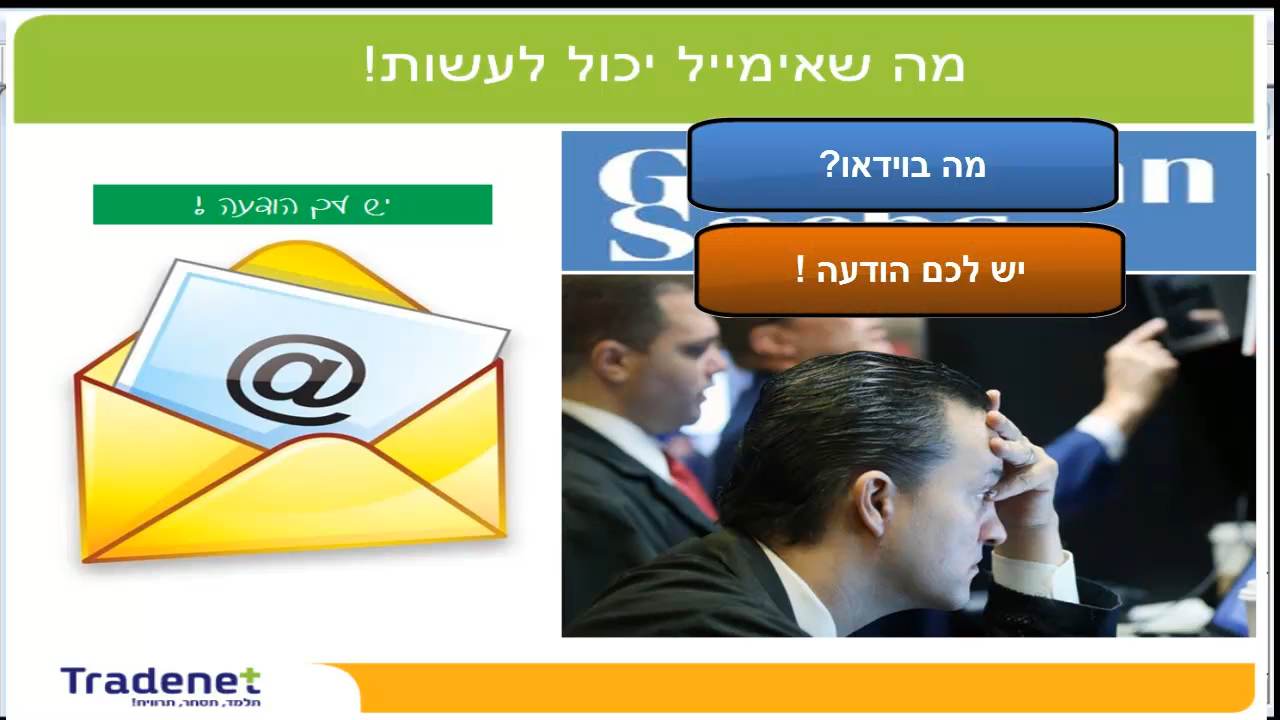 מה שאימייל יכול לעשות!
מה בוידאו?
יש לכם הודעה !
יש לך הודעה !
@
Tradenet
תלמד, תסחר, תרוויח!